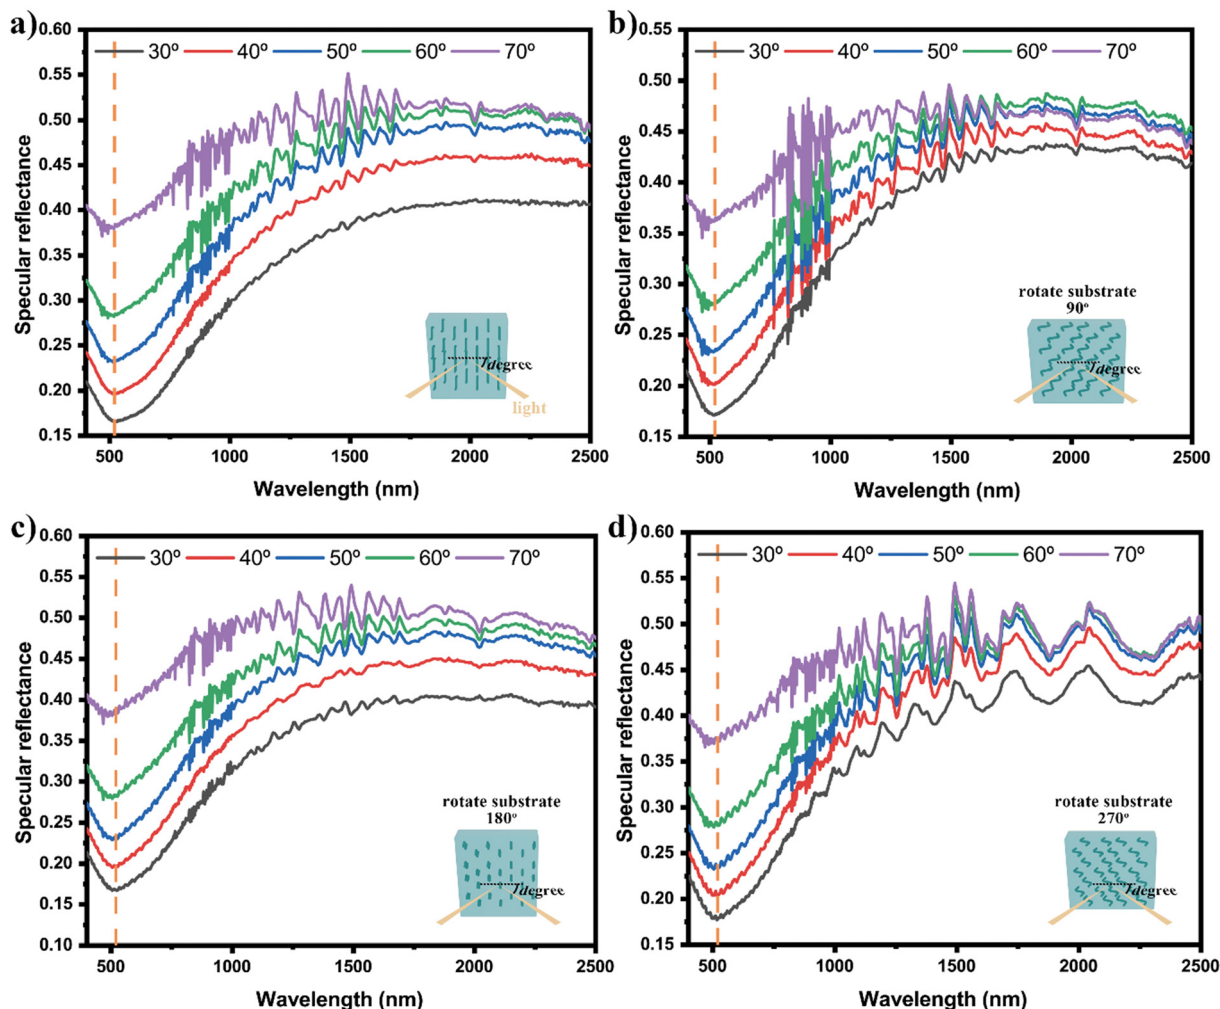 a)
30º 40º 50º 60º 70º
0.60
0.55
0.50
0.45
0.40
0.35
0.30
0.25
0.20
0.15
Specular reflectance
degree
light
500 1000 1500 2000 2500
Wavelength (nm)
b)
30º 40º 50º 60º 70º
0.55
0.50
0.45
0.40
0.35
0.30
0.25
0.20
0.15
Specular reflectance
rotate substrate
90º
degree
500 1000 1500 2000 2500
Wavelength (nm)
c)
30º 40º 50º 60º 70º
0.60
0.55
0.50
0.45
0.40
0.35
0.30
0.25
0.20
0.15
0.10
Specular reflectance
rotate substrate
180º
degree
500 1000 1500 2000 2500
Wavelength (nm)
d)
30º 40º 50º 60º 70º
0.60
0.55
0.50
0.45
0.40
0.35
0.30
0.25
0.20
0.15
Specular reflectance
rotate substrate
270º
degree
500 1000 1500 2000 2500
Wavelength (nm)